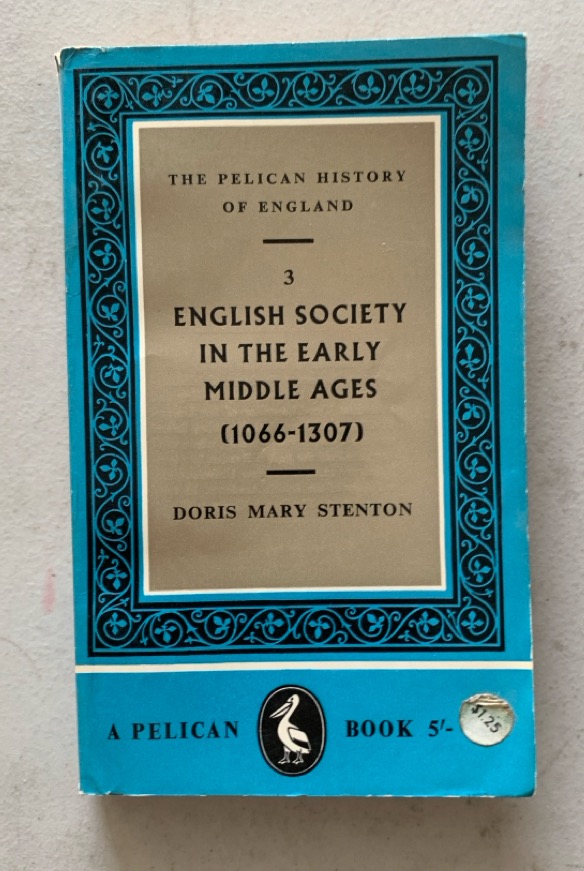 THE PELICAN HISTORY
OF ENGLAND
3
ENGLISH SOCIETY
IN THE EARLY
MIDDLE AGES
(1066-1307)
DORIS MARY STENTON
A PELICAN BOOK 5'-
$1.25